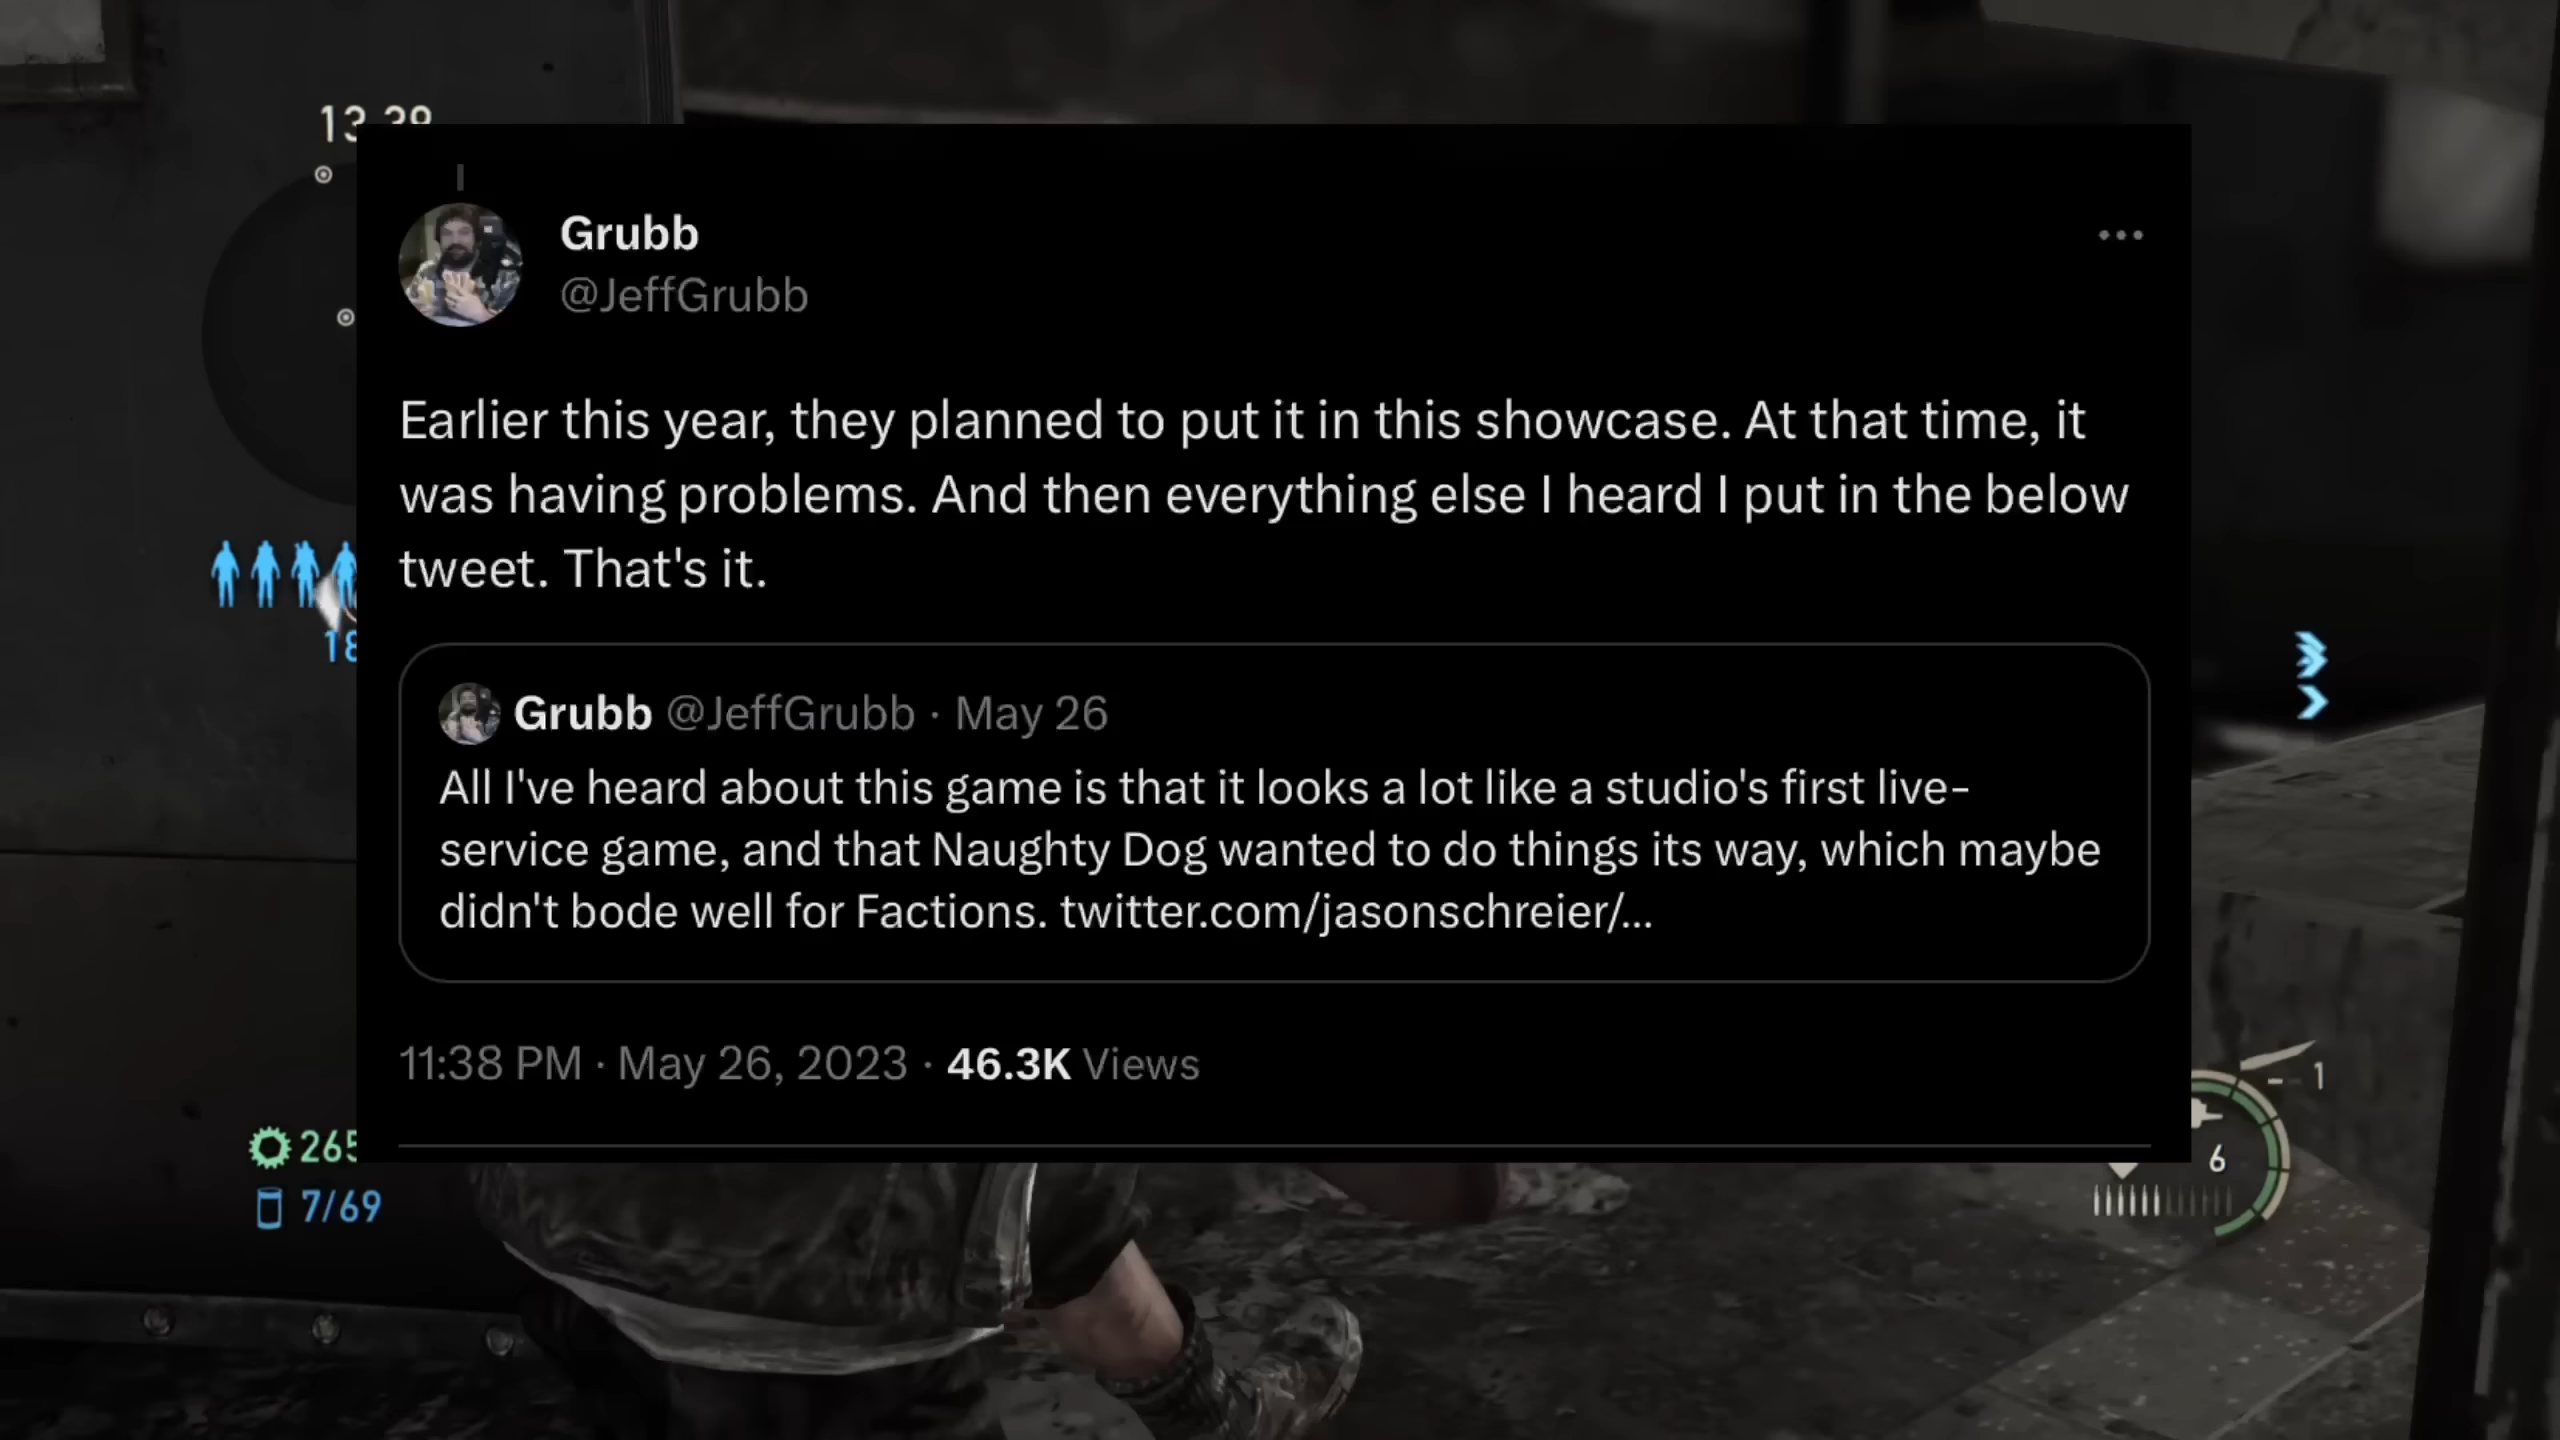 13 39
Grubb
@JeffGrubb
Earlier this year, they planned to put it in this showcase. At that time, it
was having problems. And then everything else I heard I put in the below
tweet. That's it.
18
Grubb @JeffGrubb · May 26
All I've heard about this game is that it looks a lot like a studio's first live-
service game, and that Naughty Dog wanted to do things its way, which maybe
didn't bode well for Factions. twitter.com/jasonschreier/...
11:38 PM · May 26, 2023 · 46.3K Views
1
265
6
7/69